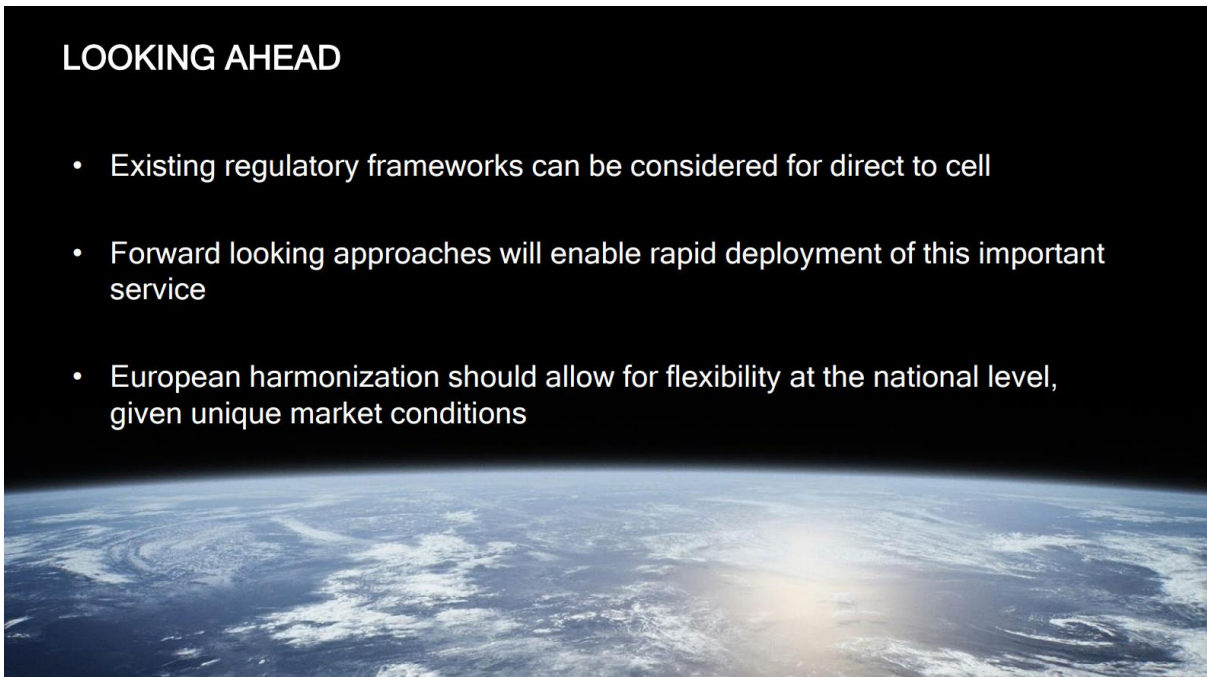 LOOKING AHEAD
• Existing regulatory frameworks can be considered for direct to cell
• Forward looking approaches will enable rapid deployment of this important
service
• European harmonization should allow for flexibility at the national level,
given unique market conditions